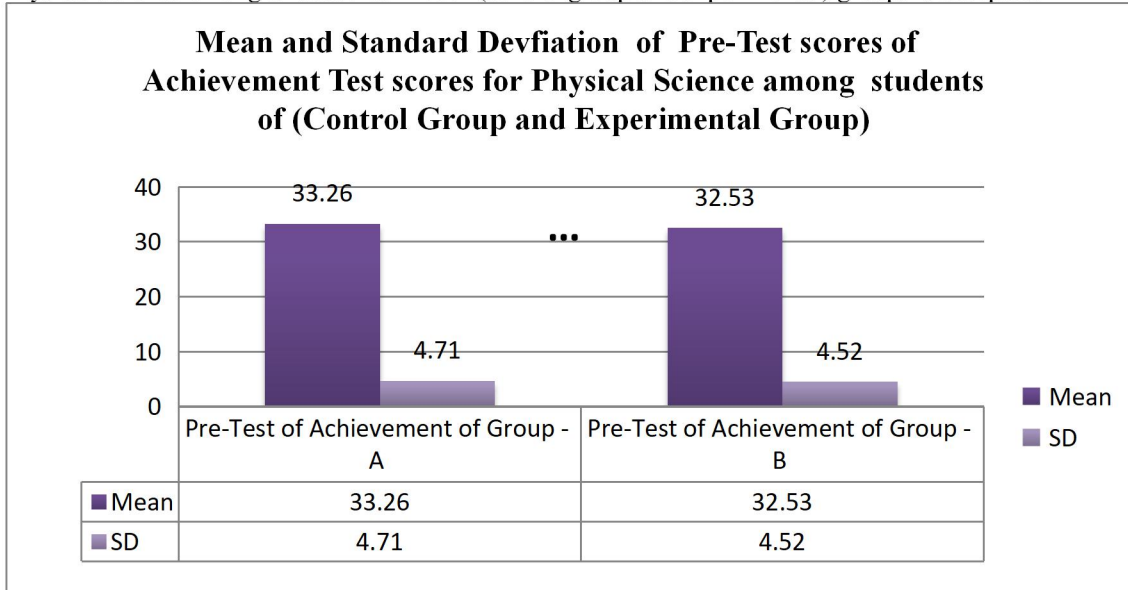 Mean and Standard Devfiation of Pre-Test scores of
Achievement Test scores for Physical Science among students
of (Control Group and Experimental Group)
40
33.26
32.53
...
30
20
10
4.71
4.52
0
Pre-Test of Achievement of Group - Pre-Test of Achievement of Group -
A B
Mean 33.26 32.53
SD 4.71 4.52
Mean
SD